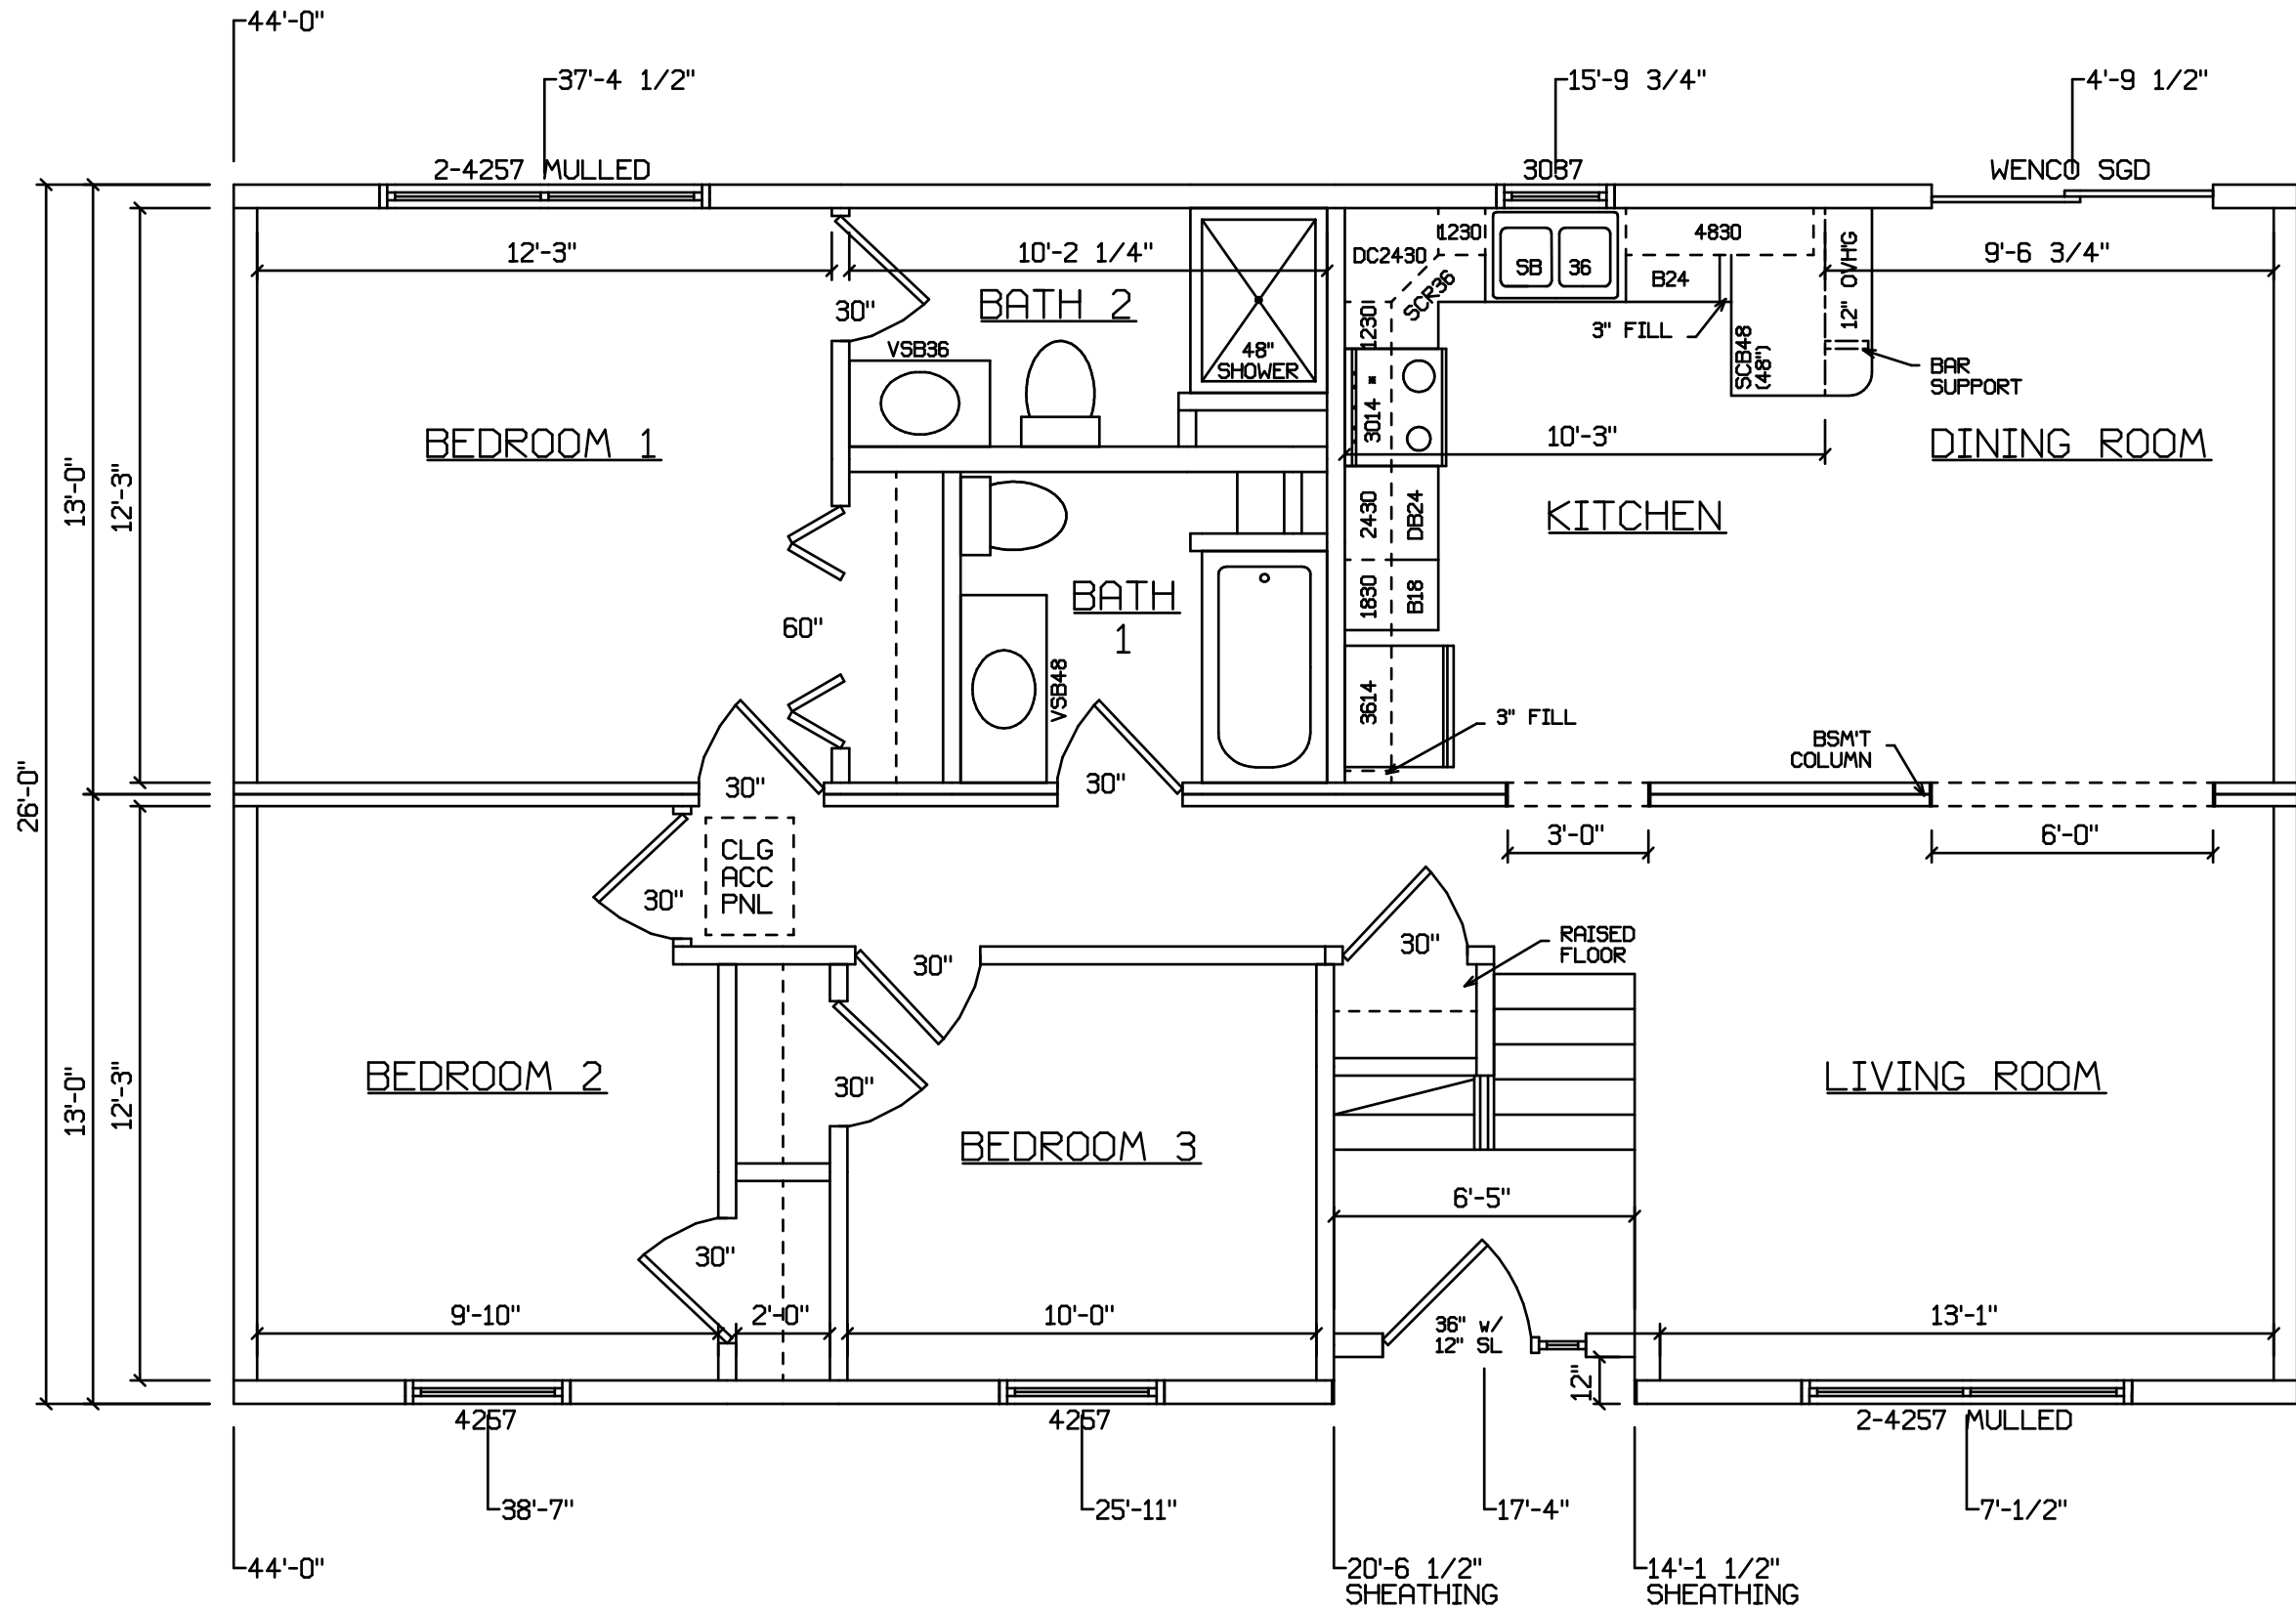 44'-0"
37'-4 1/2"
15'-9 3/4"
4'-9 1/2"
2-4257 MULLED
3037
WENCO SGD
12'-3"
10'-2 1/4"
DC2430
1230
SB 36
4830
B24
12" OVH'G
9'-6 3/4"
30"
BATH 2
SCR36
1230
3" FILL
SCB48
(48")
VSB36
48"
SHOWER
BAR
SUPPORT
3014 *
10'-3"
BEDROOM 1
DINING ROOM
13'-0"
12'-3"
2430
DB24
KITCHEN
BATH
1
1830
B18
60"
VSB48
3614
3" FILL
BSM'T
COLUMN
26'-0"
30"
30"
3'-0"
6'-0"
CLG
ACC
PNL
30"
30"
30"
RAISED
FLOOR
BEDROOM 2
30"
LIVING ROOM
13'-0"
12'-3"
BEDROOM 3
6'-5"
30"
9'-10"
2'-0"
10'-0"
36" W/
12" SL
13'-1"
12"
4257
4257
2-4257 MULLED
38'-7"
25'-11"
17'-4"
7'-1/2"
44'-0"
20'-6 1/2"
SHEATHING
14'-1 1/2"
SHEATHING